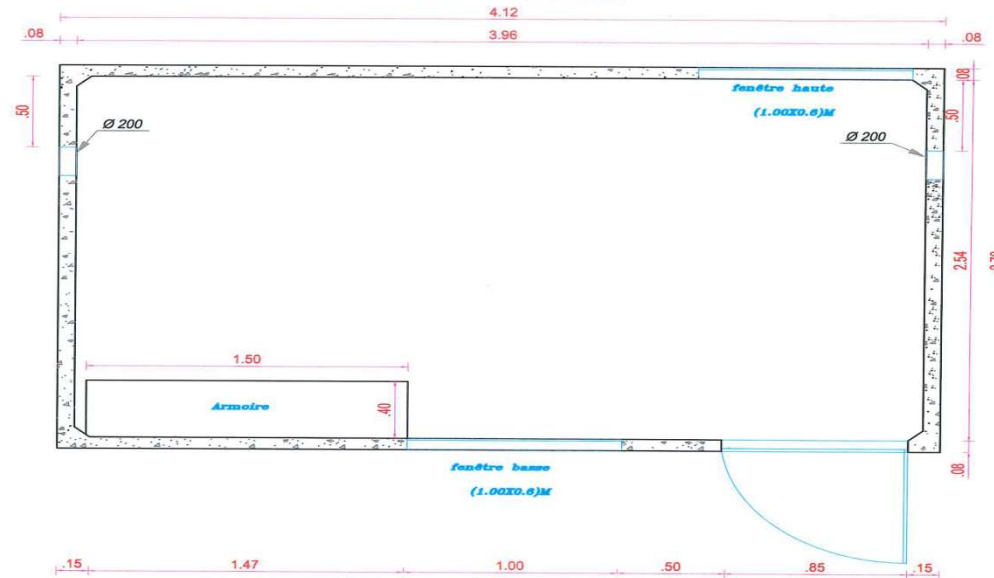 4.12
.08 3.96 .08
.08
fenêtre haute
(1.00X0.6)M
.50 .50
Ø 200 Ø 200
2.54
1.50
Armoire .40
fenêtre basse
(1.00X0.6)M
.08
.15 1.47 1.00 .50 .85 .15